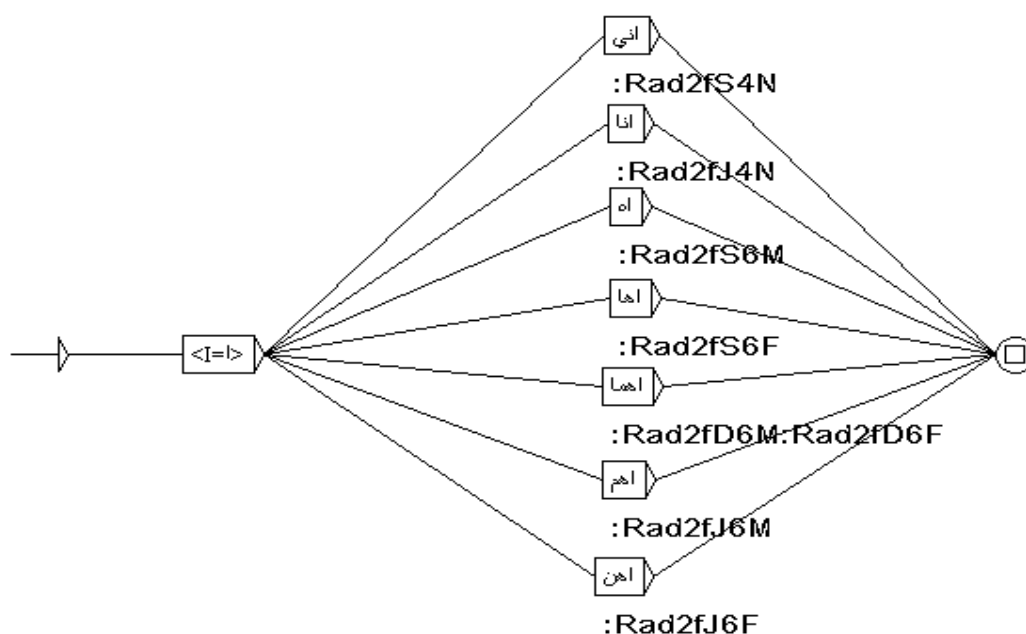 اني
:Rad2fS4N
انا
:Rad2fJ4N
اه
:Rad2fS6M
اها
:Rad2fS6F
<I=ا>
اهما
:Rad2fD6M:Rad2fD6F
اهم
:Rad2fJ6M
اهن
:Rad2fJ6F